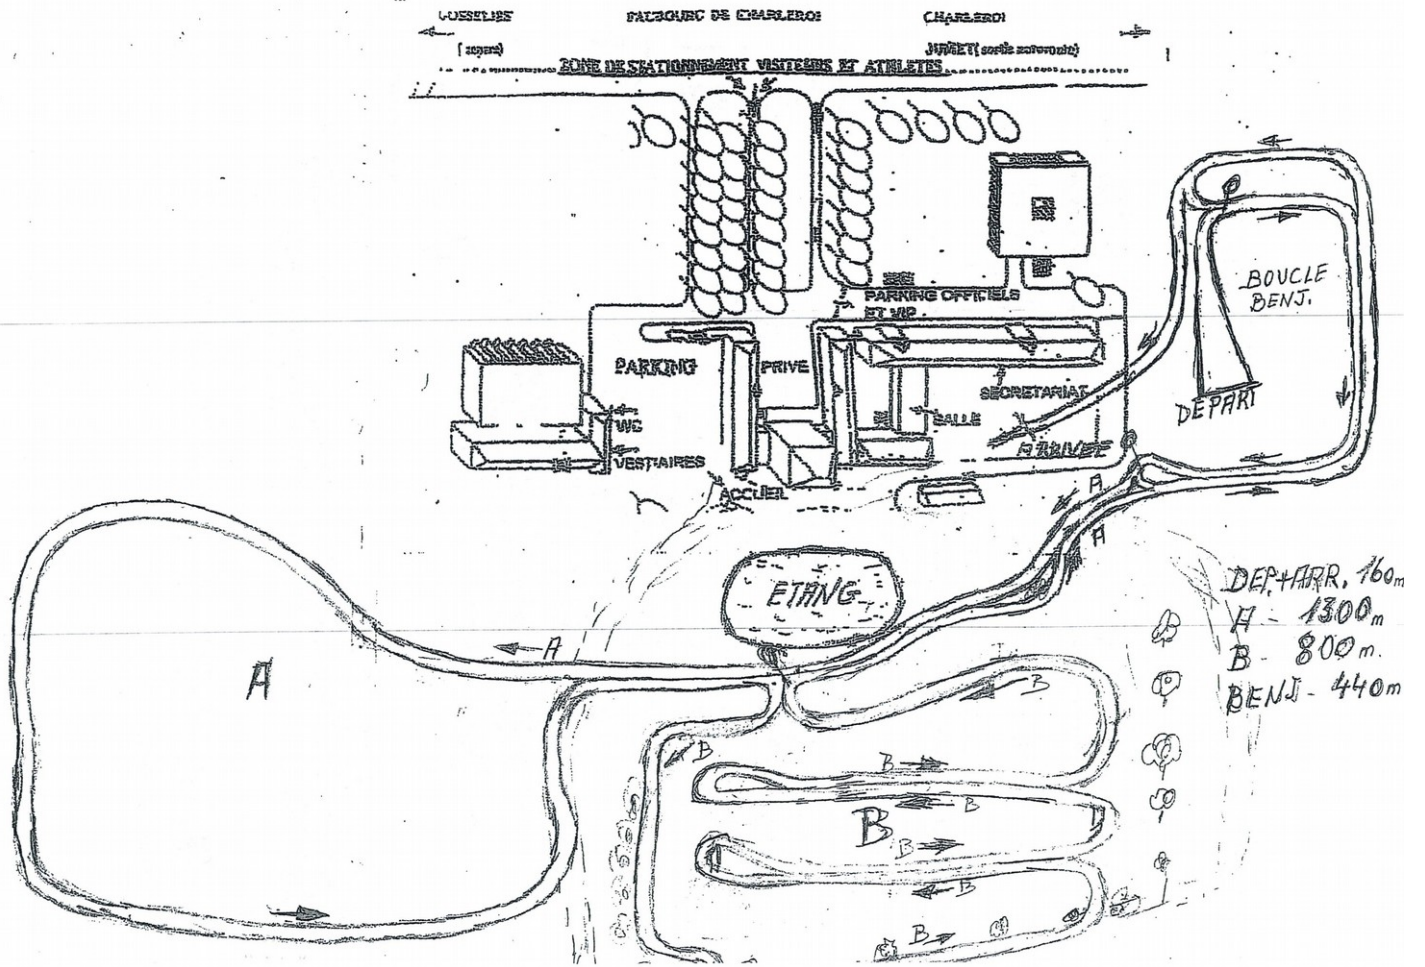 GOSSELIES
FAUBOURG DE CHARLEROI
CHARLEROI
JUMET( sortie autoroute)
ZONE DE STATIONNEMENT VISITEURS ET ATHLETES
PARKING OFFICIELS
ET VIP
BOUCLE
BENJ.
PARKING
PRIVE
SECRETARIAT
DEPART
WC
SALLE
ARRIVEE
VESTIAIRES
ACCUEIL
A
A
ETANG
DEP.+ARR. 160m
A - 1300m
B - 800m.
BENJ - 440m
A
A
B
B
B
B
B
B
B
B